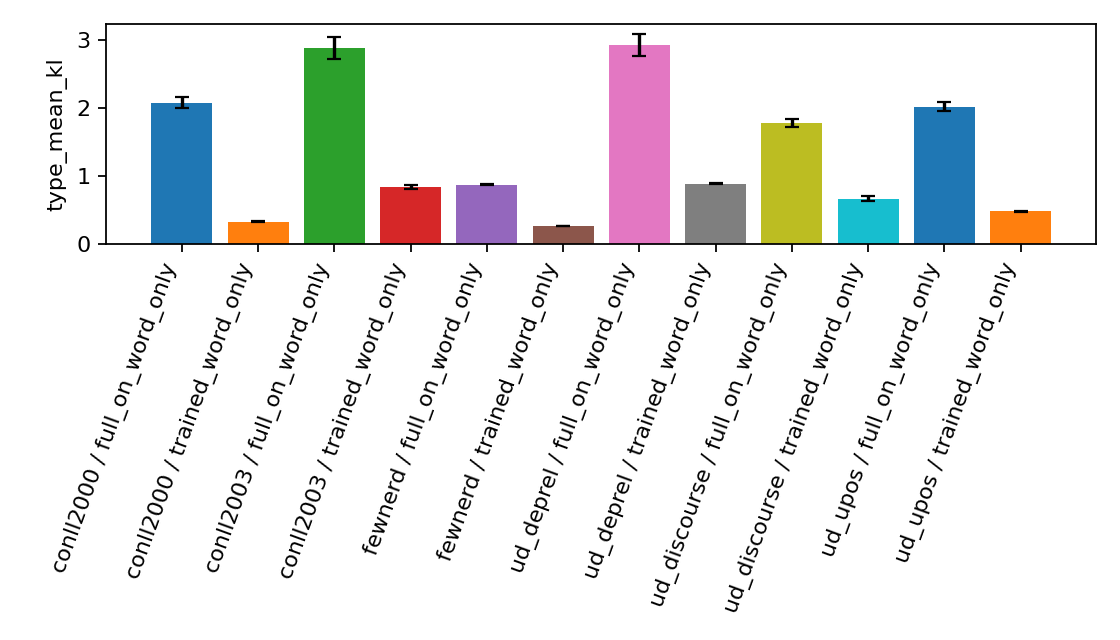 type_mean_kl
3
2
1
0
conll2000 / full_on_word_only
conll2000 / trained_word_only
conll2003 / full_on_word_only
conll2003 / trained_word_only
fewnerd / full_on_word_only
fewnerd / trained_word_only
ud_deprel / full_on_word_only
ud_deprel / trained_word_only
ud_discourse / full_on_word_only
ud_discourse / trained_word_only
ud_upos / full_on_word_only
ud_upos / trained_word_only